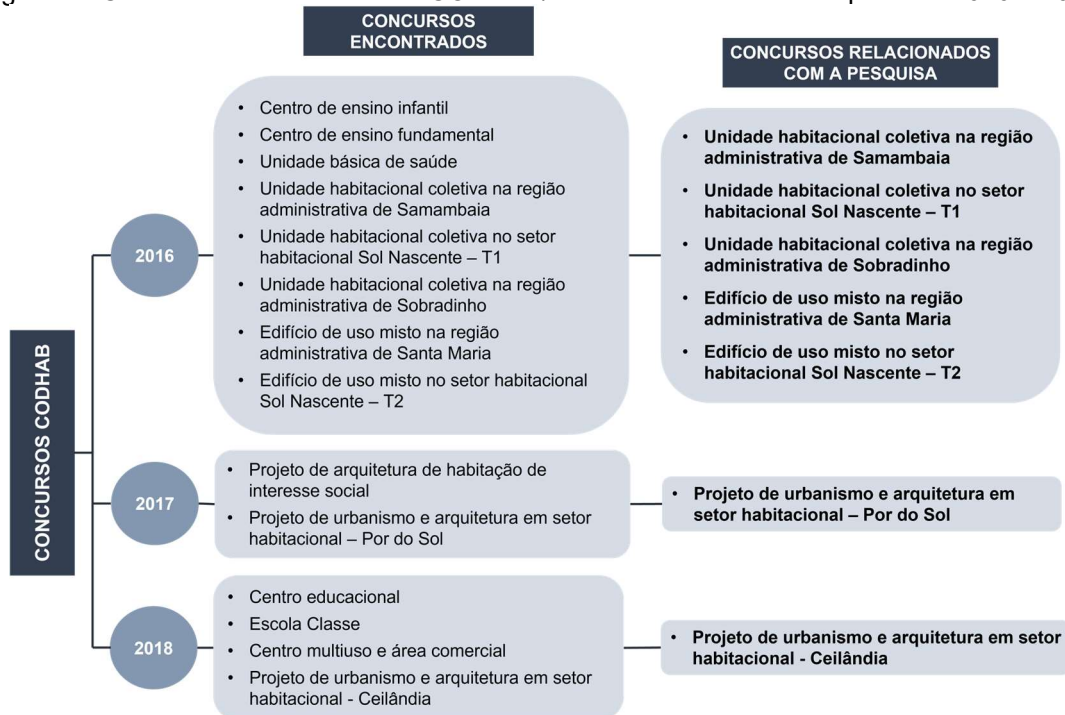 CONCURSOS
ENCONTRADOS
CONCURSOS RELACIONADOS
COM A PESQUISA
CONCURSOS CODHAB
2016
• Centro de ensino infantil
• Centro de ensino fundamental
• Unidade básica de saúde
• Unidade habitacional coletiva na região
administrativa de Samambaia
• Unidade habitacional coletiva no setor
habitacional Sol Nascente – T1
• Unidade habitacional coletiva na região
administrativa de Sobradinho
• Edifício de uso misto na região
administrativa de Santa Maria
• Edifício de uso misto no setor habitacional
Sol Nascente – T2
• Unidade habitacional coletiva na região
administrativa de Samambaia
• Unidade habitacional coletiva no setor
habitacional Sol Nascente – T1
• Unidade habitacional coletiva na região
administrativa de Sobradinho
• Edifício de uso misto na região
administrativa de Santa Maria
• Edifício de uso misto no setor
habitacional Sol Nascente – T2
2017
• Projeto de arquitetura de habitação de
interesse social
• Projeto de urbanismo e arquitetura em setor
habitacional – Por do Sol
• Projeto de urbanismo e arquitetura em
setor habitacional – Por do Sol
2018
• Centro educacional
• Escola Classe
• Centro multiuso e área comercial
• Projeto de urbanismo e arquitetura em setor
habitacional - Ceilândia
• Projeto de urbanismo e arquitetura em setor
habitacional - Ceilândia